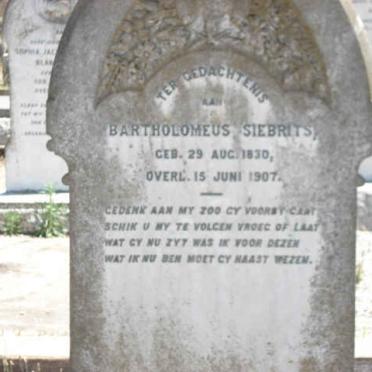 TER GEDACHTENIS
AAN
BARTHOLOMEUS SIEBRITS,
GEB. 29 AUG. 1830,
OVERL. 15 JUNI 1907.
GEDENK AAN MY ZOO GY VOORBY GAAT
SCHIK U MY TE VOLGEN VROEG OF LAAT
WAT GY NU ZYT WAS IK VOOR DEZEN
WAT IK NU BEN MOET GY HAAST WEZEN.
SOPHIA